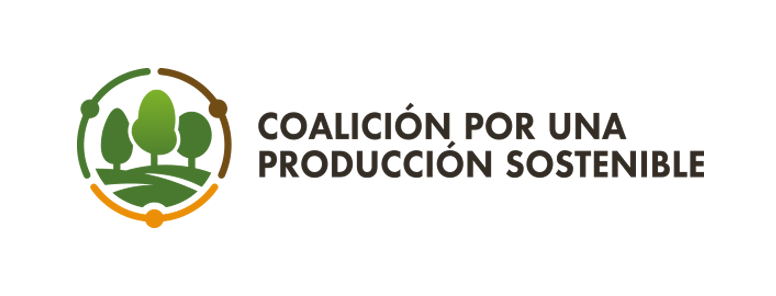 COALICIÓN POR UNA
PRODUCCIÓN SOSTENIBLE